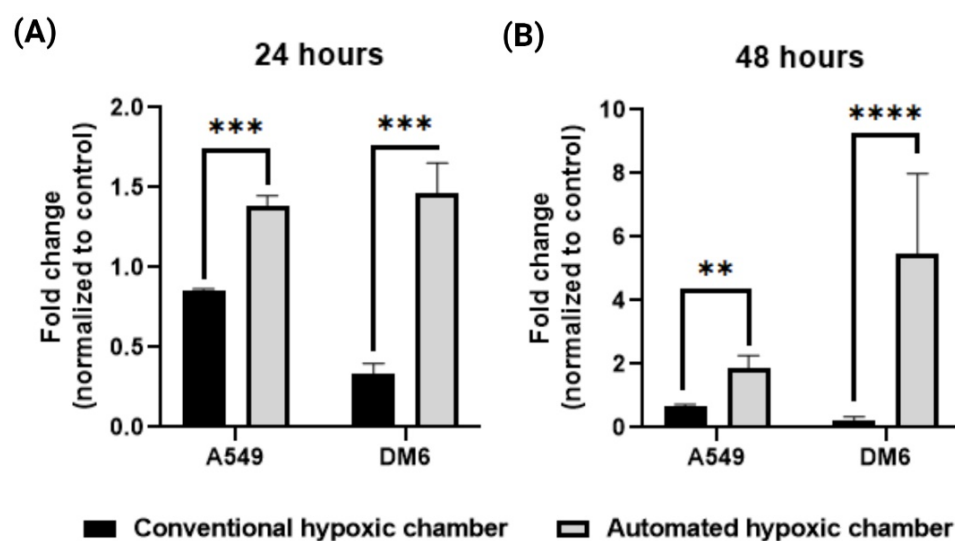 (A)
24 hours
Fold change
(normalized to control)
2.0
1.5
1.0
0.5
0.0
***
***
A549
DM6
(B)
48 hours
Fold change
(normalized to control)
10
8
6
4
2
0
**
****
A549
DM6
Conventional hypoxic chamber
Automated hypoxic chamber